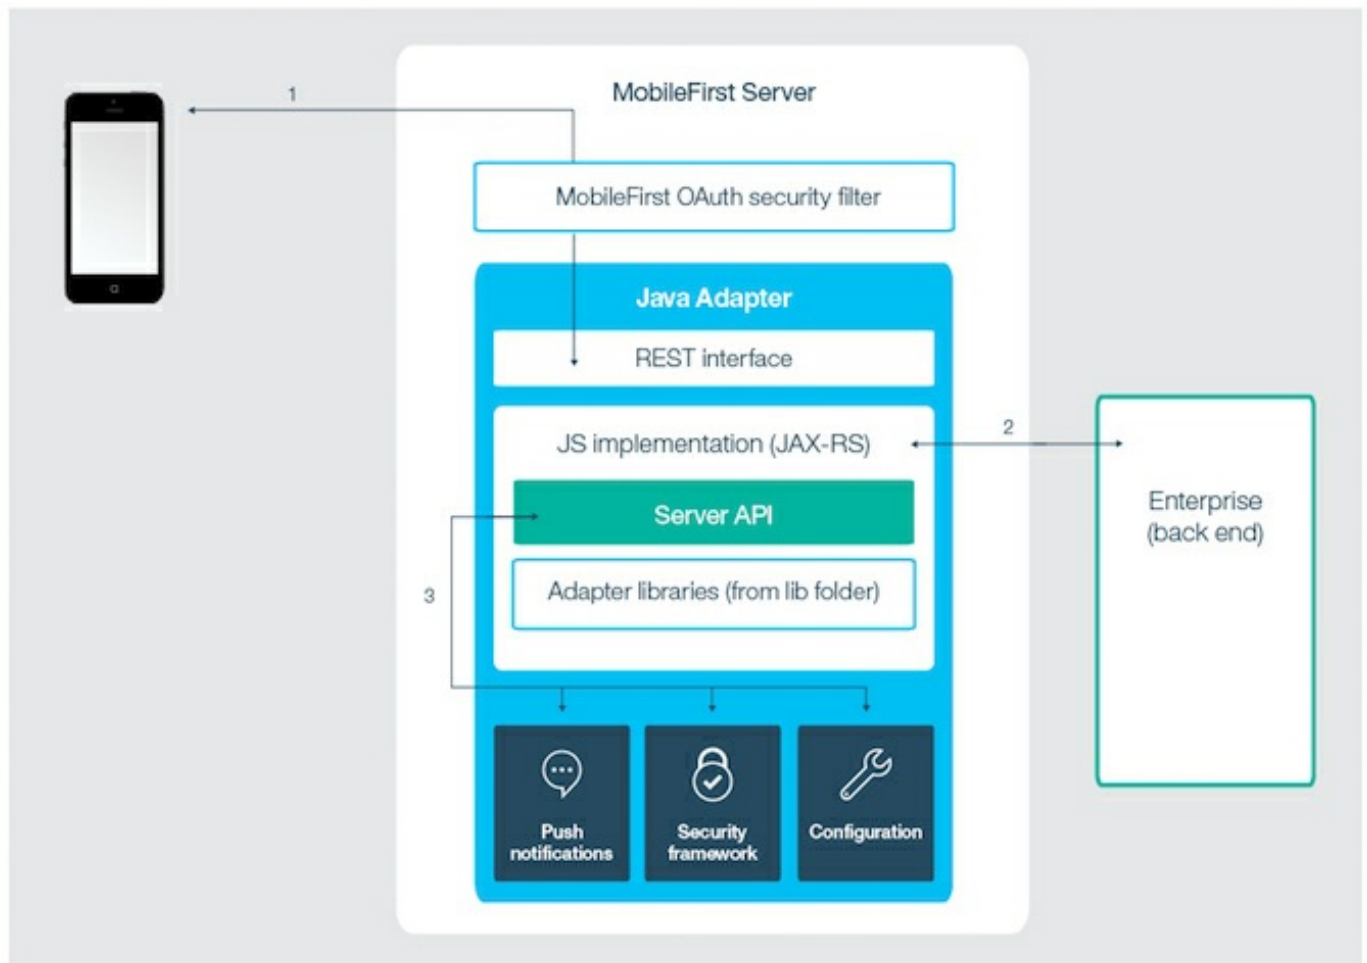 MobileFirst Server
1
MobileFirst OAuth security filter
Java Adapter
REST interface
JS implementation (JAX-RS)
2
Server API
Enterprise
(back end)
3
Adapter libraries (from lib folder)
Push
notifications
Security
framework
Configuration